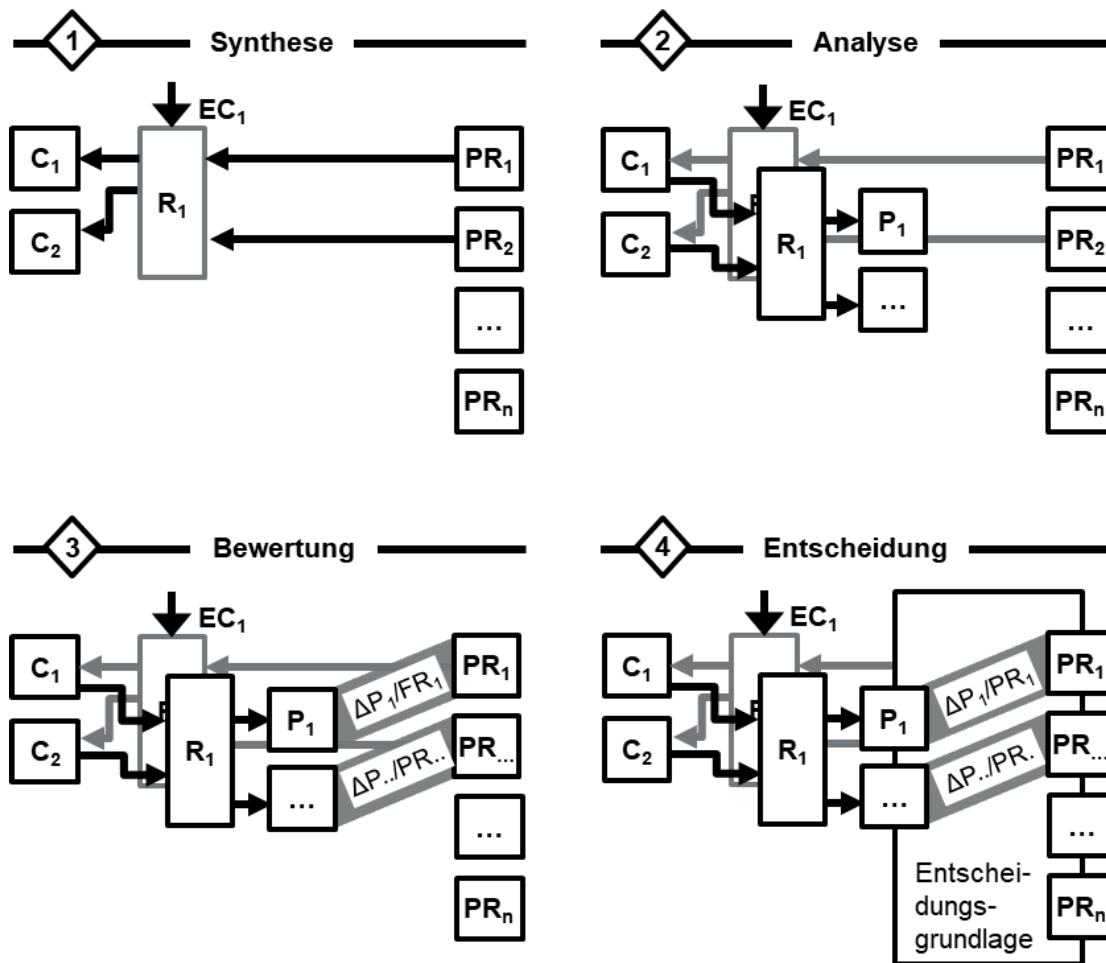 1 Synthese
EC₁
C₁
R₁
PR₁
C₂
PR₂
...
PRₙ
2 Analyse
EC₁
C₁
PR₁
C₂
R₁
P₁
PR₂
...
...
PRₙ
3 Bewertung
EC₁
C₁
PR₁
ΔP₁/FR₁
P₁
C₂
R₁
PR...
ΔP../PR..
...
...
PRₙ
4 Entscheidung
EC₁
C₁
PR₁
ΔP₁/PR₁
P₁
C₂
R₁
PR...
ΔP../PR.
...
...
PRₙ
Entschei-
dungs-
grundlage